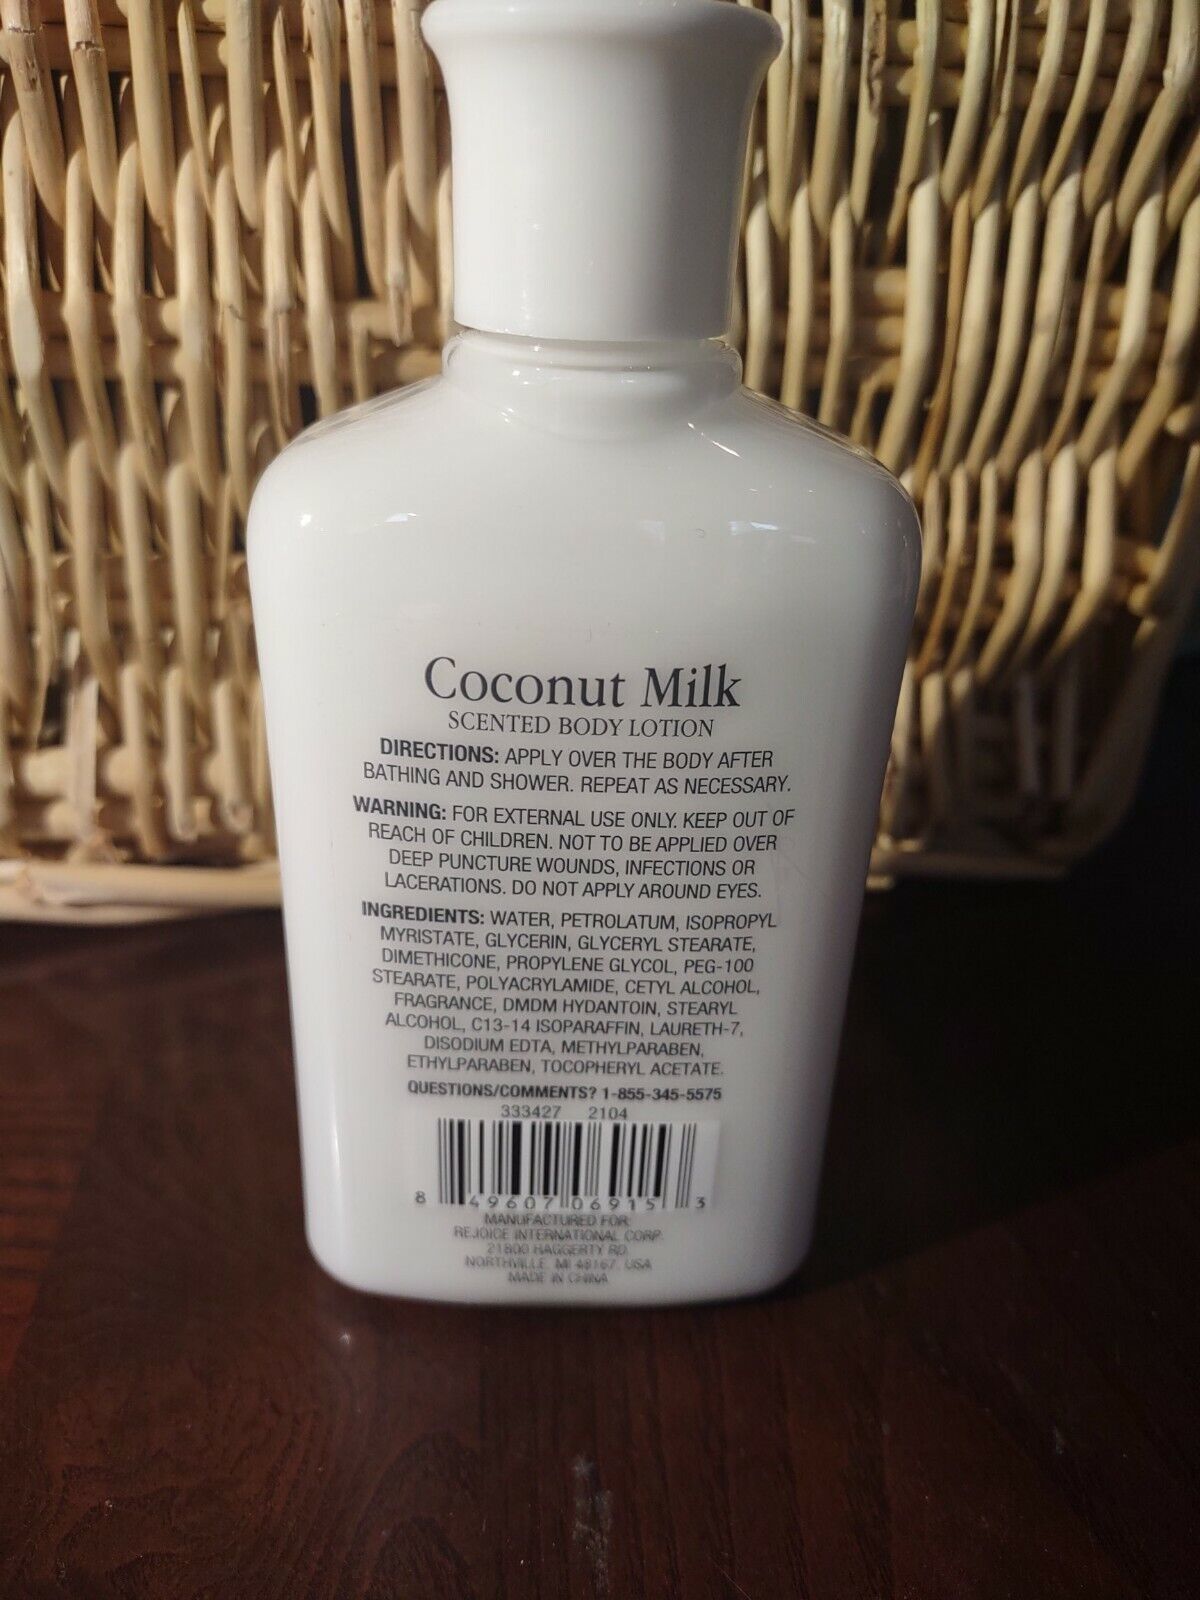 Coconut Milk
SCENTED BODY LOTION
DIRECTIONS: APPLY OVER THE BODY AFTER
BATHING AND SHOWER. REPEAT AS NECESSARY.
WARNING: FOR EXTERNAL USE ONLY. KEEP OUT OF
REACH OF CHILDREN. NOT TO BE APPLIED OVER
DEEP PUNCTURE WOUNDS, INFECTIONS OR
LACERATIONS. DO NOT APPLY AROUND EYES.
INGREDIENTS: WATER, PETROLATUM, ISOPROPYL
MYRISTATE, GLYCERIN, GLYCERYL STEARATE,
DIMETHICONE, PROPYLENE GLYCOL, PEG-100
STEARATE, POLYACRYLAMIDE, CETYL ALCOHOL,
FRAGRANCE, DMDM HYDANTOIN, STEARYL
ALCOHOL, C13-14 ISOPARAFFIN, LAURETH-7,
DISODIUM EDTA, METHYLPARABEN,
ETHYLPARABEN, TOCOPHERYL ACETATE.
QUESTIONS/COMMENTS? 1-855-345-5575
333427 2104
8 49607 06915 3
MANUFACTURED FOR:
REJOICE INTERNATIONAL CORP.
21800 HAGGERTY RD.
NORTHVILLE, MI 48167, USA
MADE IN CHINA